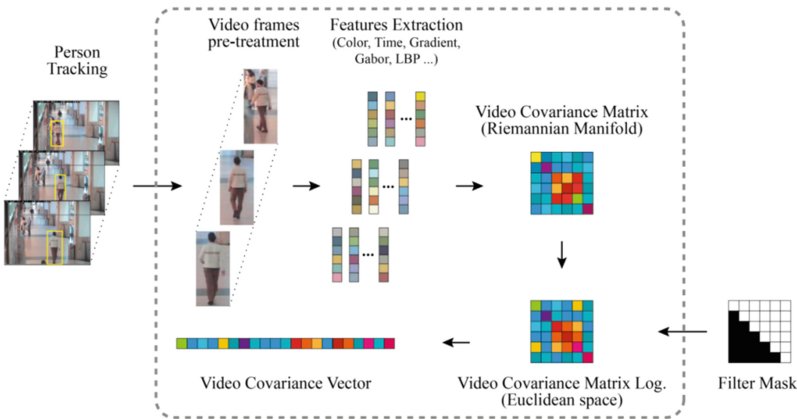 Person
Tracking
Video frames
pre-treatment
Features Extraction
(Color, Time, Gradient,
Gabor, LBP ...)
Video Covariance Matrix
(Riemannian Manifold)
Video Covariance Vector
Video Covariance Matrix Log.
(Euclidean space)
Filter Mask